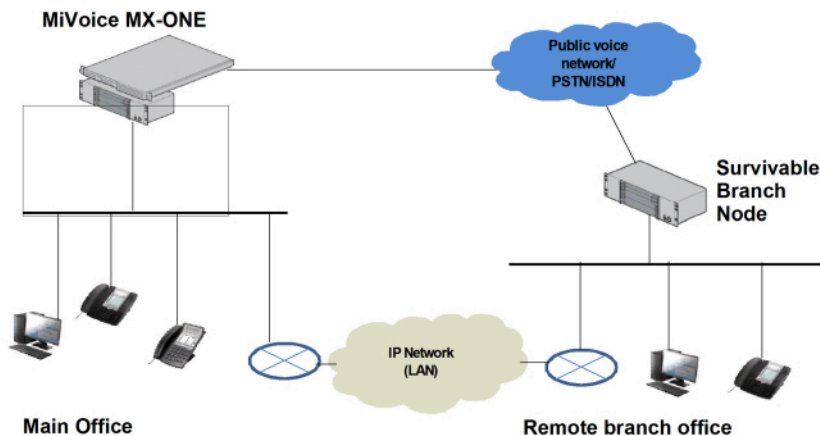 MiVoice MX-ONE
Public voice
network/
PSTN/ISDN
Survivable
Branch
Node
IP Network
(LAN)
Main Office
Remote branch office